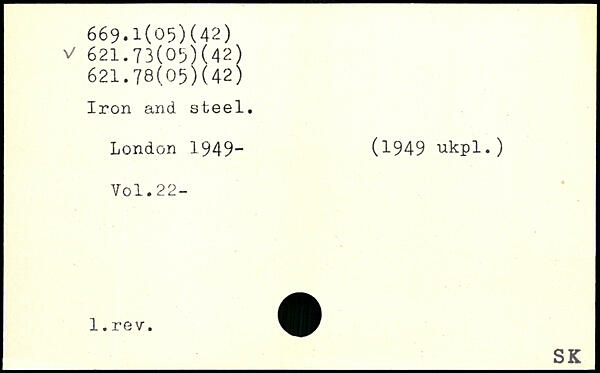 669.1(05)(42)
√ 621.73(05)(42)
621.78(05)(42)
Iron and steel.
London 1949- (1949 ukpl.)
Vol.22-
1.rev.
SK